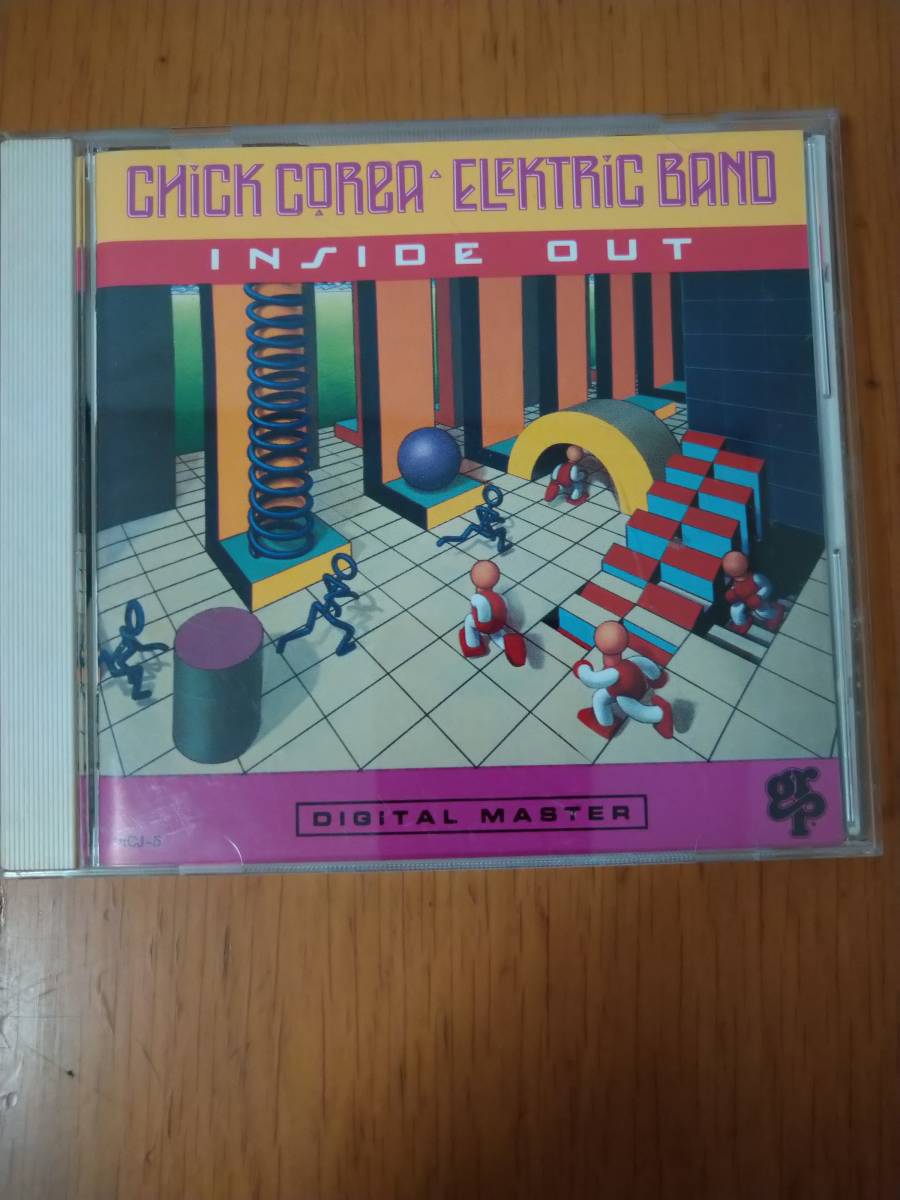 CHICK COREA · ELEKTRIC BAND
INSIDE OUT
DIGITAL MASTER
grp